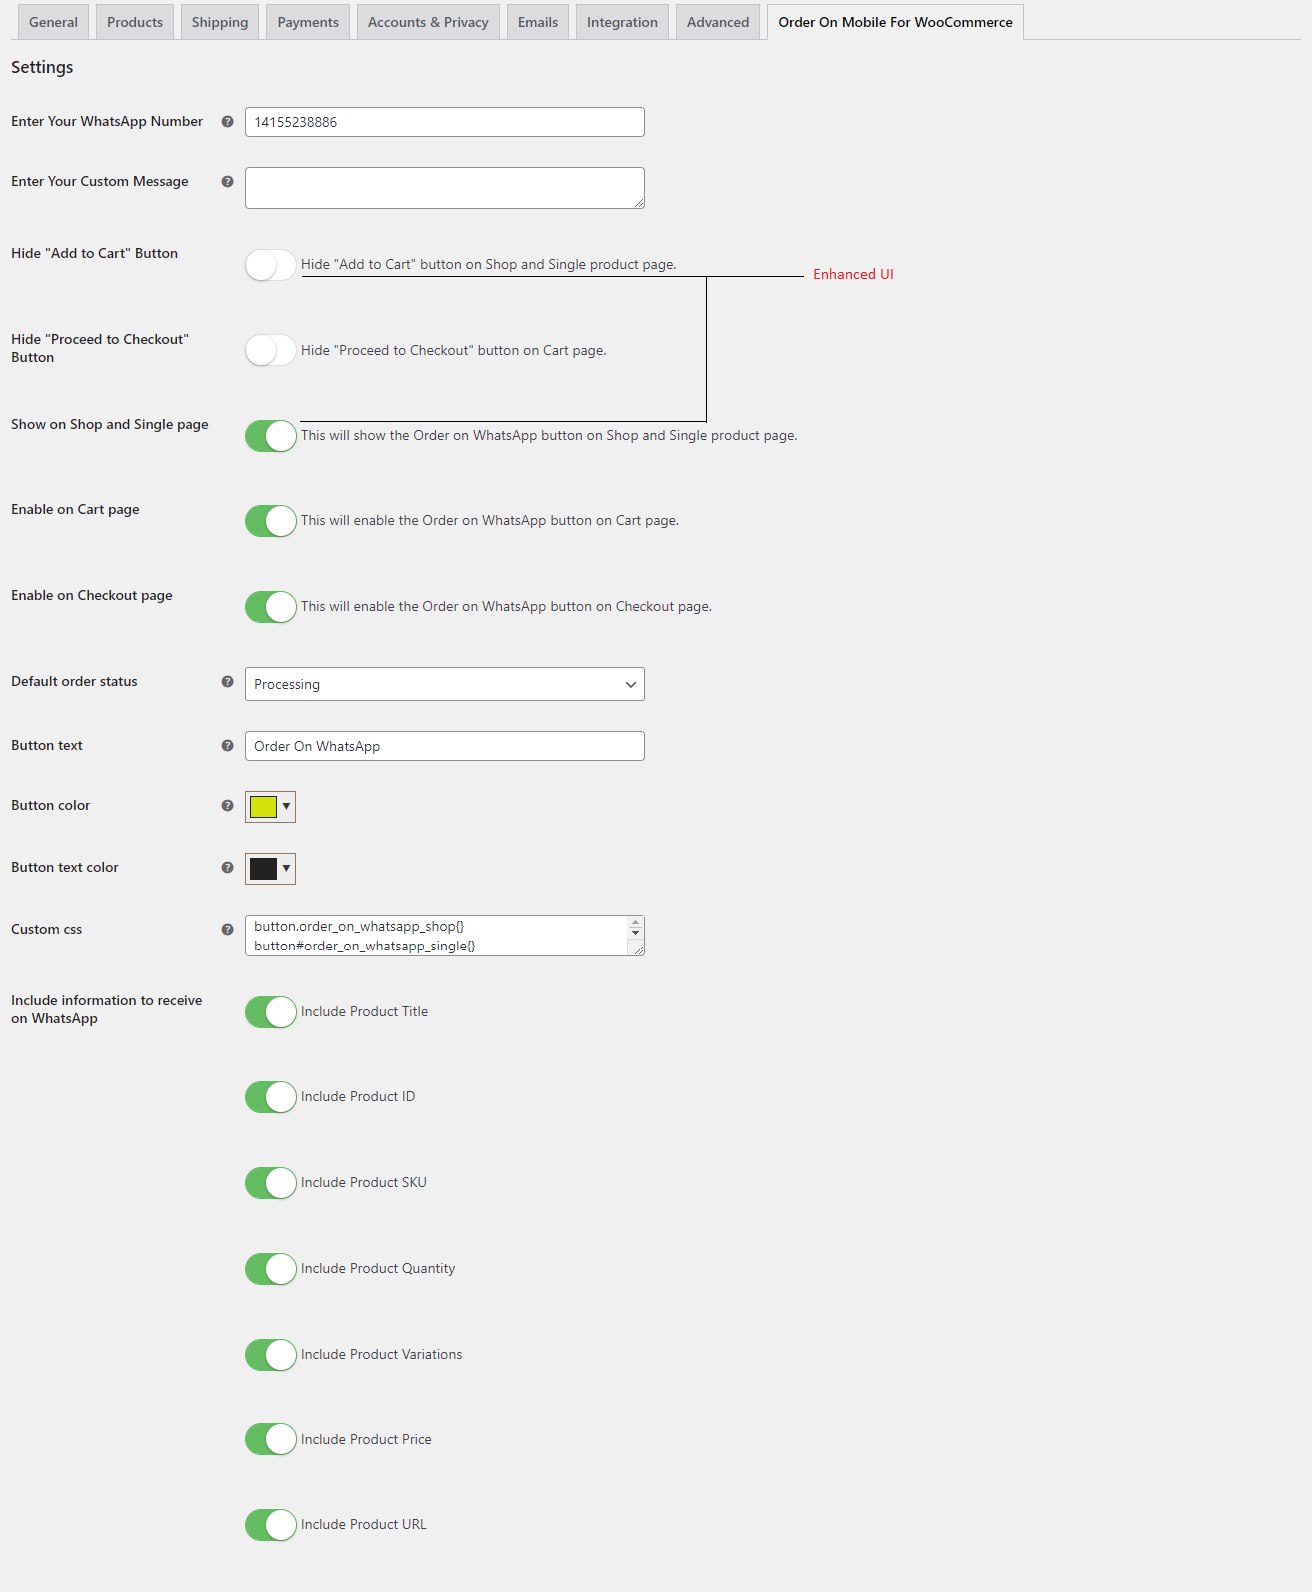 General Products Shipping Payments Accounts & Privacy Emails Integration Advanced Order On Mobile For WooCommerce
Settings
Enter Your WhatsApp Number 14155238886
Enter Your Custom Message
Hide "Add to Cart" Button
Hide "Add to Cart" button on Shop and Single product page.
Enhanced UI
Hide "Proceed to Checkout"
Button
Hide "Proceed to Checkout" button on Cart page.
Show on Shop and Single page
This will show the Order on WhatsApp button on Shop and Single product page.
Enable on Cart page
This will enable the Order on WhatsApp button on Cart page.
Enable on Checkout page
This will enable the Order on WhatsApp button on Checkout page.
Default order status Processing
Button text Order On WhatsApp
Button color
Button text color
Custom css
button.order_on_whatsapp_shop{}
button#order_on_whatsapp_single{}
Include information to receive
on WhatsApp
Include Product Title
Include Product ID
Include Product SKU
Include Product Quantity
Include Product Variations
Include Product Price
Include Product URL